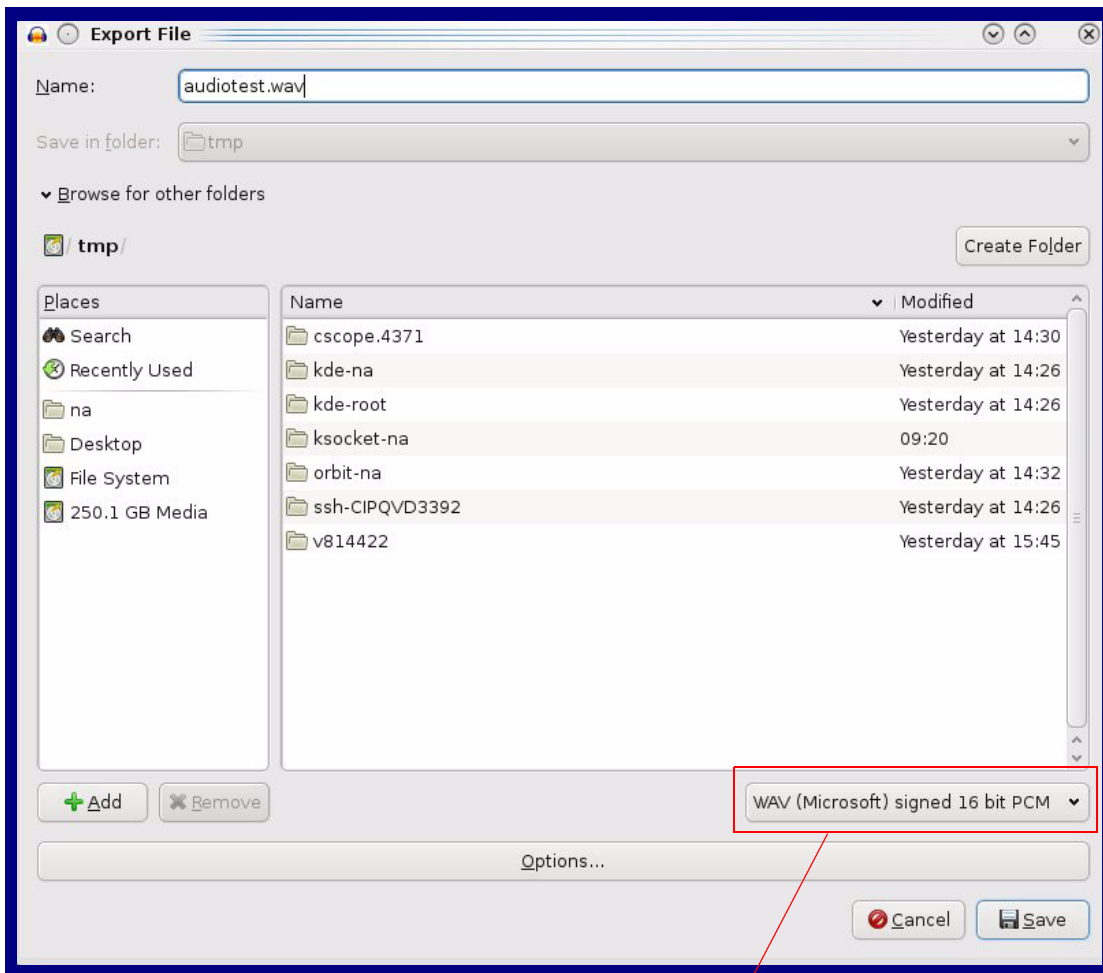 Export File
Name: audiotest.wav
Save in folder: tmp
Browse for other folders
/ tmp /
Create Folder
Places
Search
Recently Used
na
Desktop
File System
250.1 GB Media
Name Modified
cscope.4371 Yesterday at 14:30
kde-na Yesterday at 14:26
kde-root Yesterday at 14:26
ksocket-na 09:20
orbit-na Yesterday at 14:32
ssh-CIPQVD3392 Yesterday at 14:26
v814422 Yesterday at 15:45
Add Remove
WAV (Microsoft) signed 16 bit PCM
Options...
Cancel Save